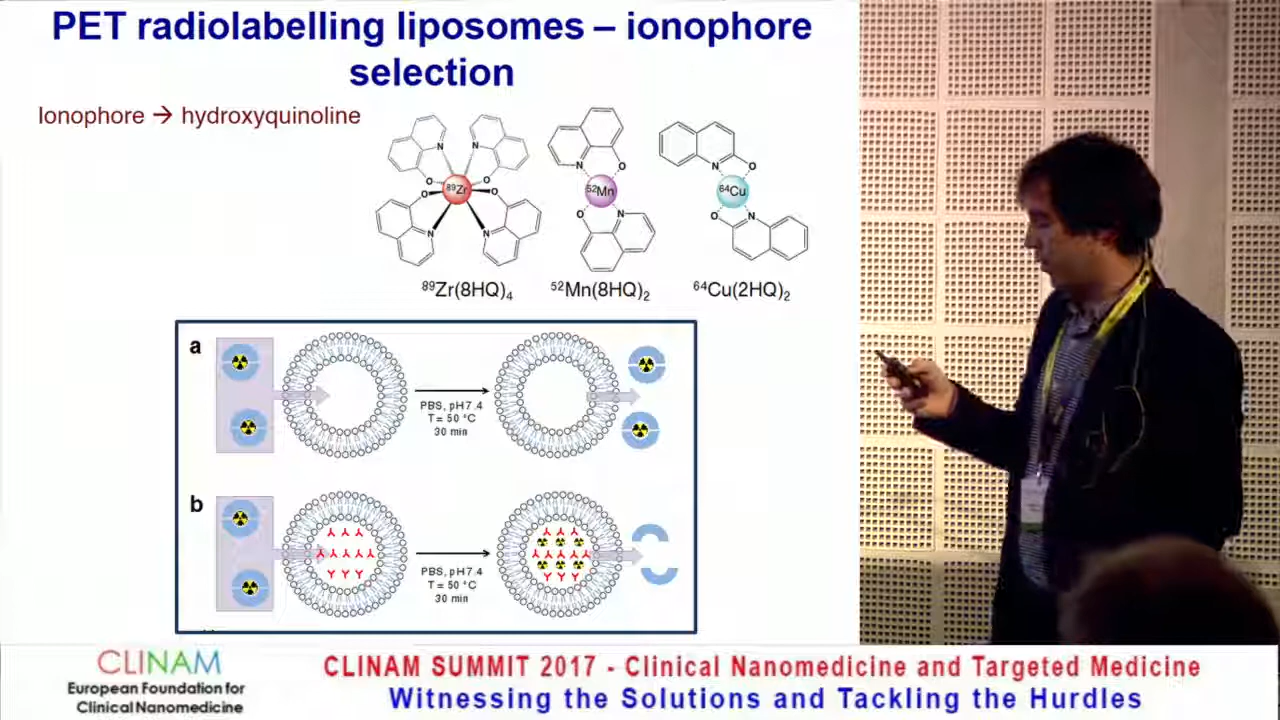 PET radiolabelling liposomes – ionophore
selection
Ionophore → hydroxyquinoline
N
N
O
O
89Zr
O
O
N
N
N
O
52Mn
O
N
N
O
64Cu
O
N
⁸⁹Zr(8HQ)₄
⁵²Mn(8HQ)₂
⁶⁴Cu(2HQ)₂
a
PBS, pH7.4
T = 50 °C
30 min
b
PBS, pH7.4
T = 50 °C
30 min
CLINAM
European Foundation for
Clinical Nanomedicine
CLINAM SUMMIT 2017 - Clinical Nanomedicine and Targeted Medicine
Witnessing the Solutions and Tackling the Hurdles